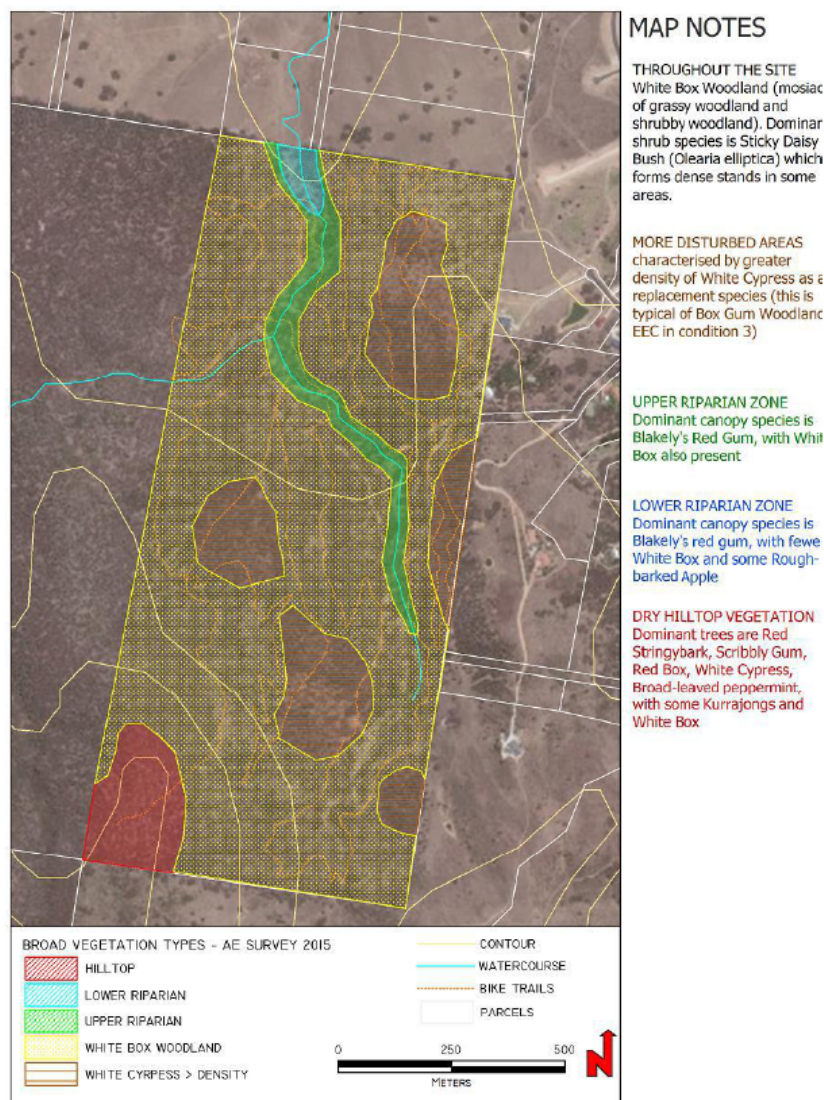 MAP NOTES
THROUGHOUT THE SITE
White Box Woodland (mosiac
of grassy woodland and
shrubby woodland). Dominar
shrub species is Sticky Daisy
Bush (Olearia elliptica) which
forms dense stands in some
areas.
MORE DISTURBED AREAS
characterised by greater
density of White Cypress as a
replacement species (this is
typical of Box Gum Woodland
EEC in condition 3)
UPPER RIPARIAN ZONE
Dominant canopy species is
Blakely's Red Gum, with Whit
Box also present
LOWER RIPARIAN ZONE
Dominant canopy species is
Blakely's red gum, with fewe
White Box and some Rough-
barked Apple
DRY HILLTOP VEGETATION
Dominant trees are Red
Stringybark, Scribbly Gum,
Red Box, White Cypress,
Broad-leaved peppermint,
with some Kurrajongs and
White Box
BROAD VEGETATION TYPES - AE SURVEY 2015
HILLTOP
LOWER RIPARIAN
UPPER RIPARIAN
WHITE BOX WOODLAND
WHITE CYRPESS > DENSITY
CONTOUR
WATERCOURSE
BIKE TRAILS
PARCELS
0 250 500
METERS
N